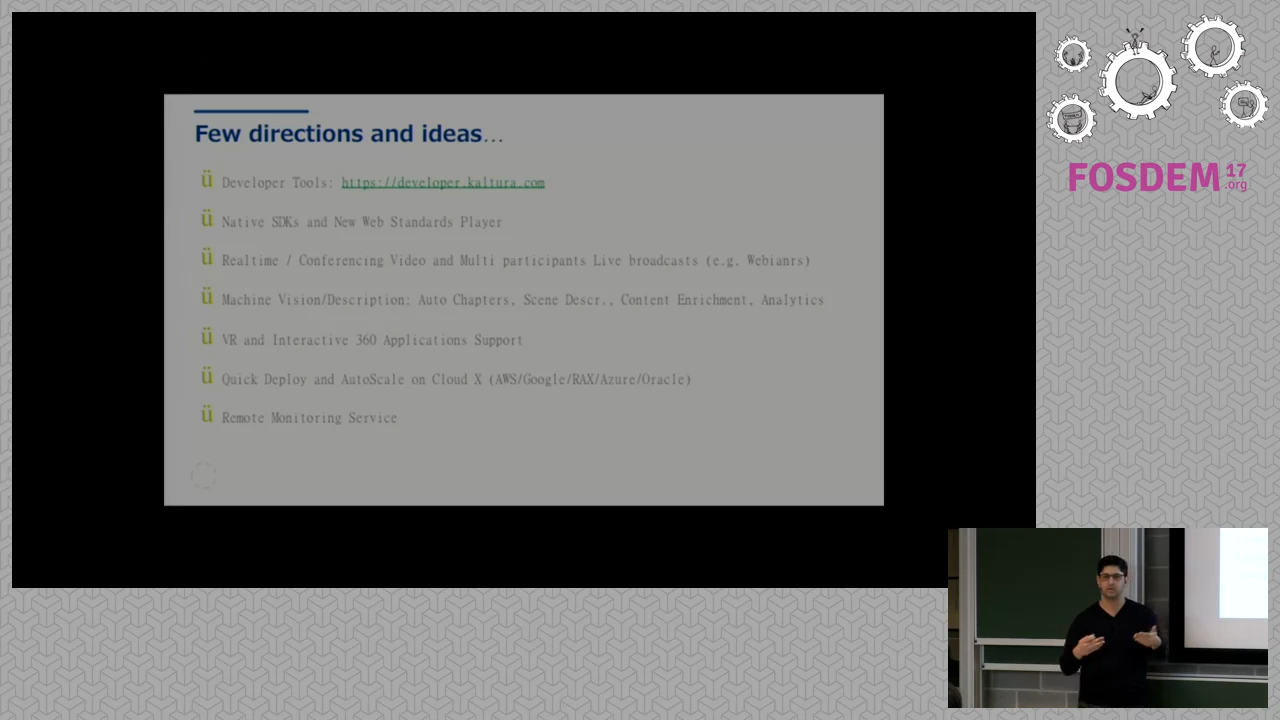 Few directions and ideas...
ü Developer Tools: https://developer.kaltura.com
ü Native SDKs and New Web Standards Player
ü Realtime / Conferencing Video and Multi participants Live broadcasts (e.g. Webianrs)
ü Machine Vision/Description: Auto Chapters, Scene Descr., Content Enrichment, Analytics
ü VR and Interactive 360 Applications Support
ü Quick Deploy and AutoScale on Cloud X (AWS/Google/RAX/Azure/Oracle)
ü Remote Monitoring Service
FOSDEM 17
.org